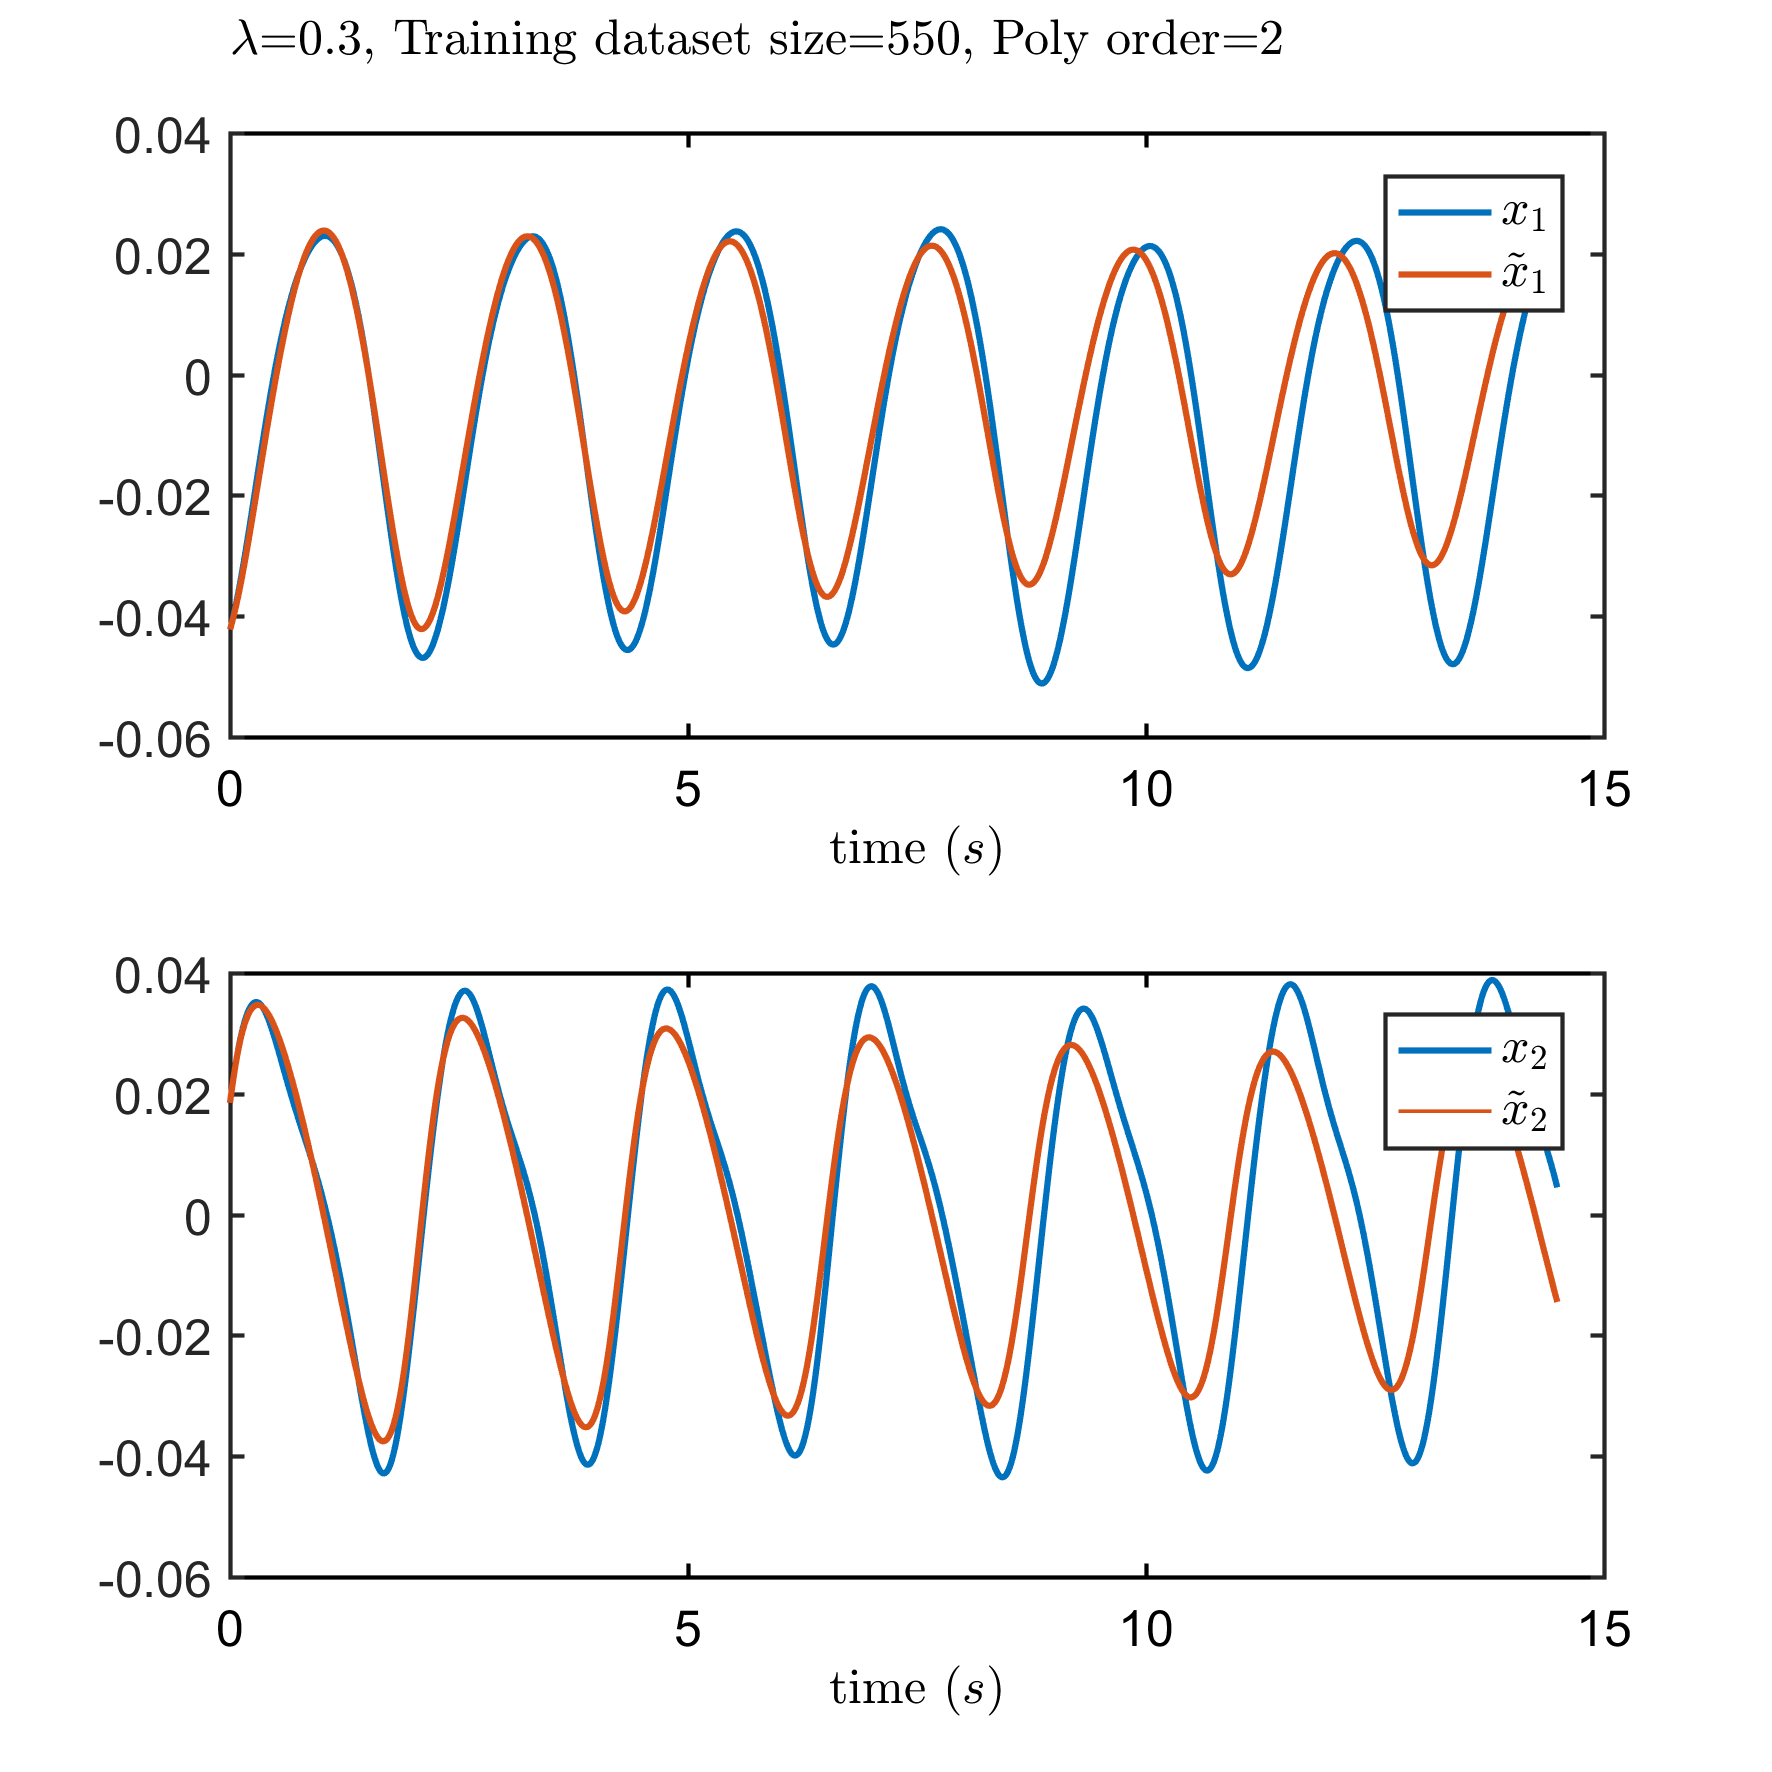 λ=0.3, Training dataset size=550, Poly order=2
0.04
0.02
0
-0.02
-0.04
-0.06
0 5 10 15
time (s)
x₁
x̃₁
0.04
0.02
0
-0.02
-0.04
-0.06
0 5 10 15
time (s)
x₂
x̃₂